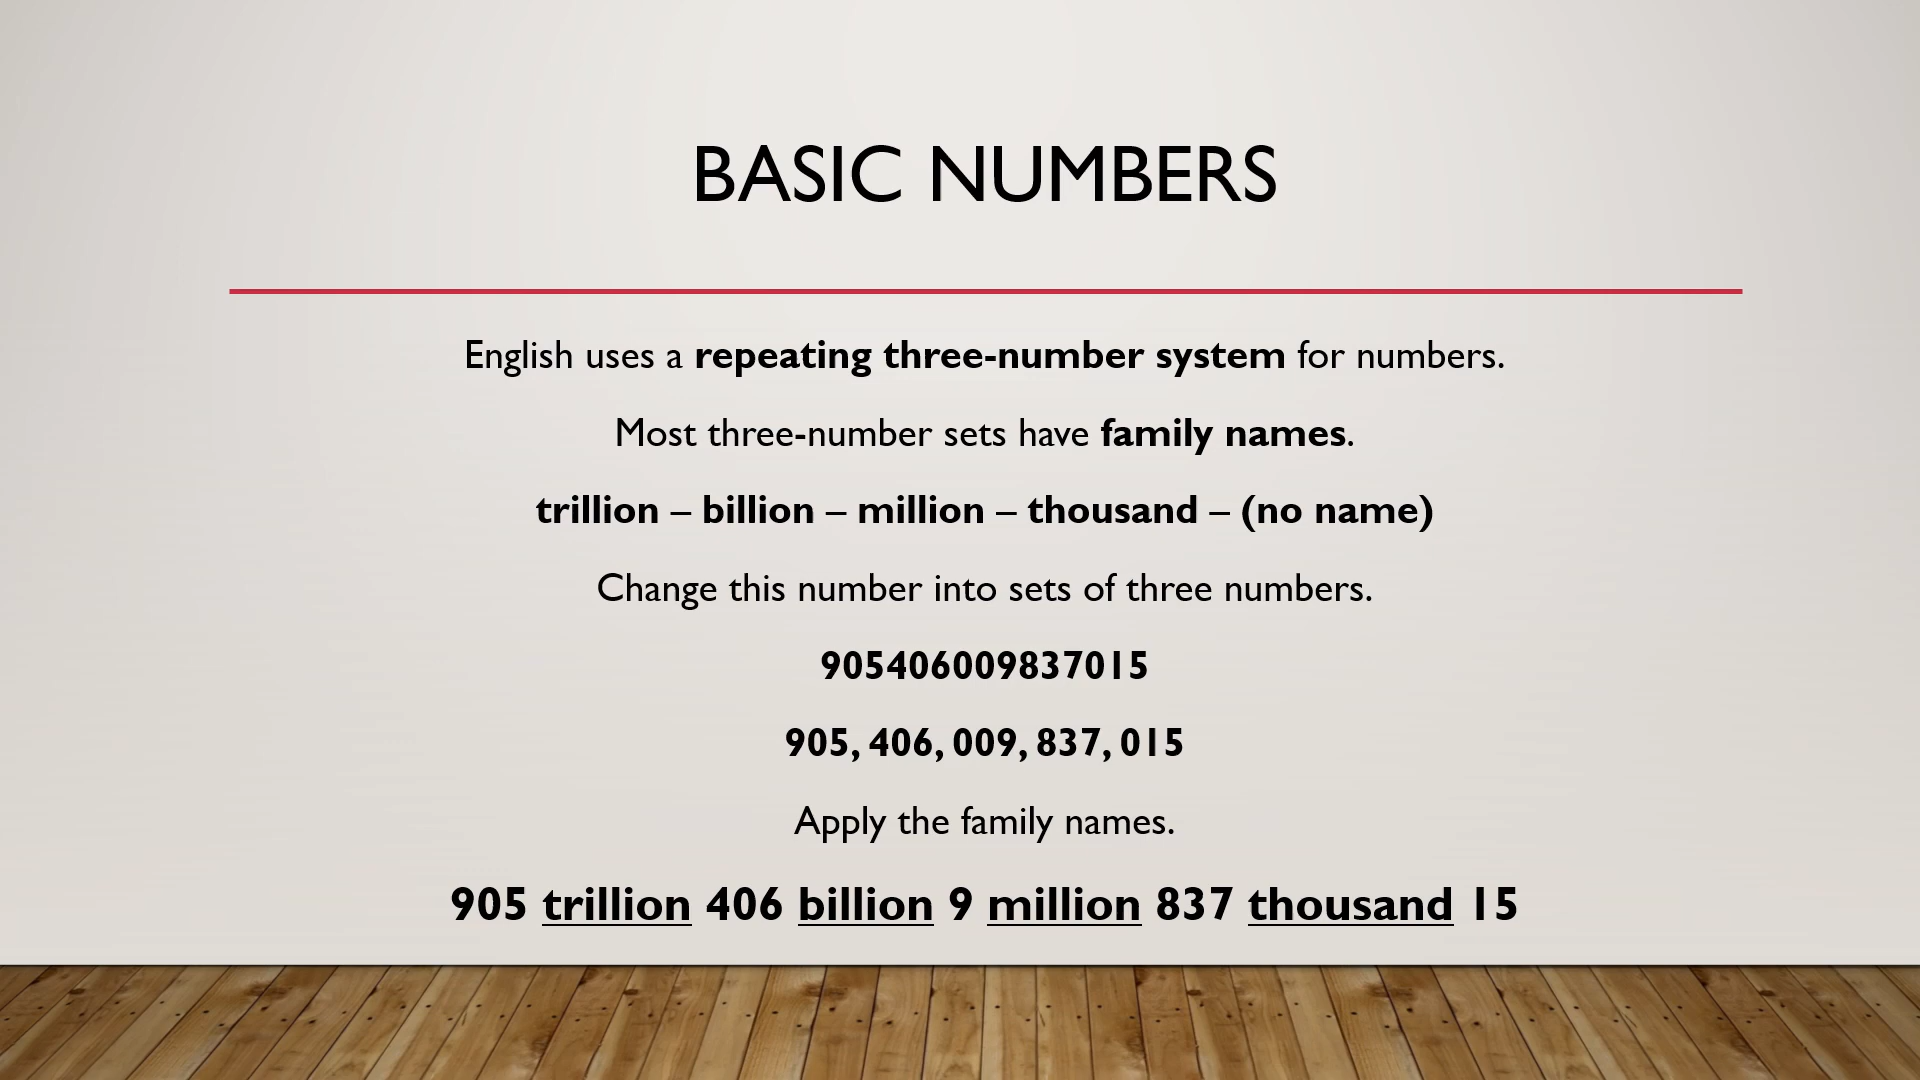 BASIC NUMBERS
English uses a repeating three-number system for numbers.
Most three-number sets have family names.
trillion – billion – million – thousand – (no name)
Change this number into sets of three numbers.
905406009837015
905, 406, 009, 837, 015
Apply the family names.
905 trillion 406 billion 9 million 837 thousand 15